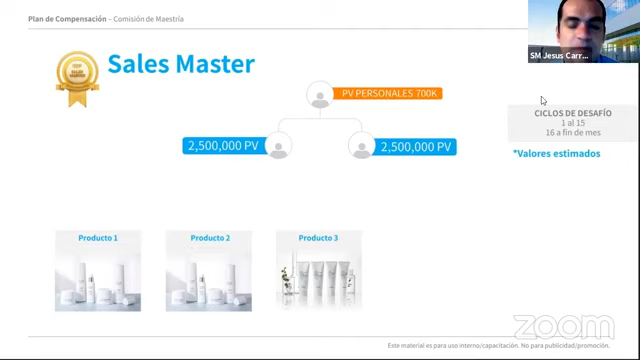 Plan de Compensación – Comisión de Maestría
SM Jesus Carr...
Sales Master
PV PERSONALES 700K
2,500,000 PV
2,500,000 PV
CICLOS DE DESAFÍO
1 al 15
16 a fin de mes
*Valores estimados
Producto 1
Producto 2
Producto 3
zoom
Este material es para uso interno/capacitación. No para publicidad/promoción.